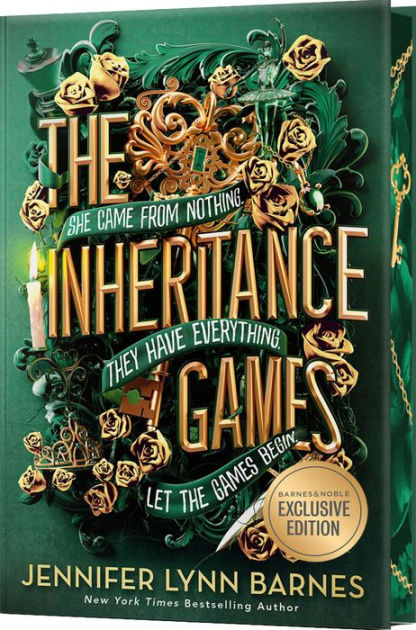 THE
SHE CAME FROM NOTHING.
INHERITANCE
THEY HAVE EVERYTHING.
GAMES
LET THE GAMES BEGIN.
BARNES&NOBLE
EXCLUSIVE
EDITION
JENNIFER LYNN BARNES
New York Times Bestselling Author